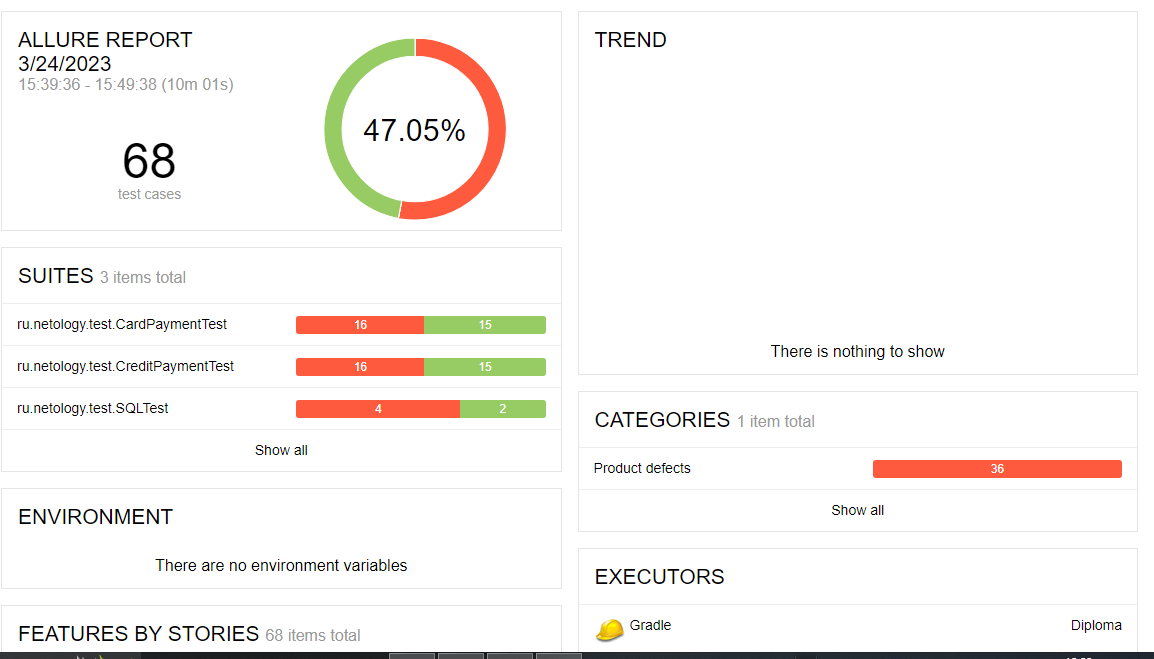 ALLURE REPORT
3/24/2023
15:39:36 - 15:49:38 (10m 01s)
68
test cases
47.05%
SUITES 3 items total
ru.netology.test.CardPaymentTest 16 15
ru.netology.test.CreditPaymentTest 16 15
ru.netology.test.SQLTest 4 2
Show all
ENVIRONMENT
There are no environment variables
FEATURES BY STORIES 68 items total
TREND
There is nothing to show
CATEGORIES 1 item total
Product defects 36
Show all
EXECUTORS
Gradle Diploma